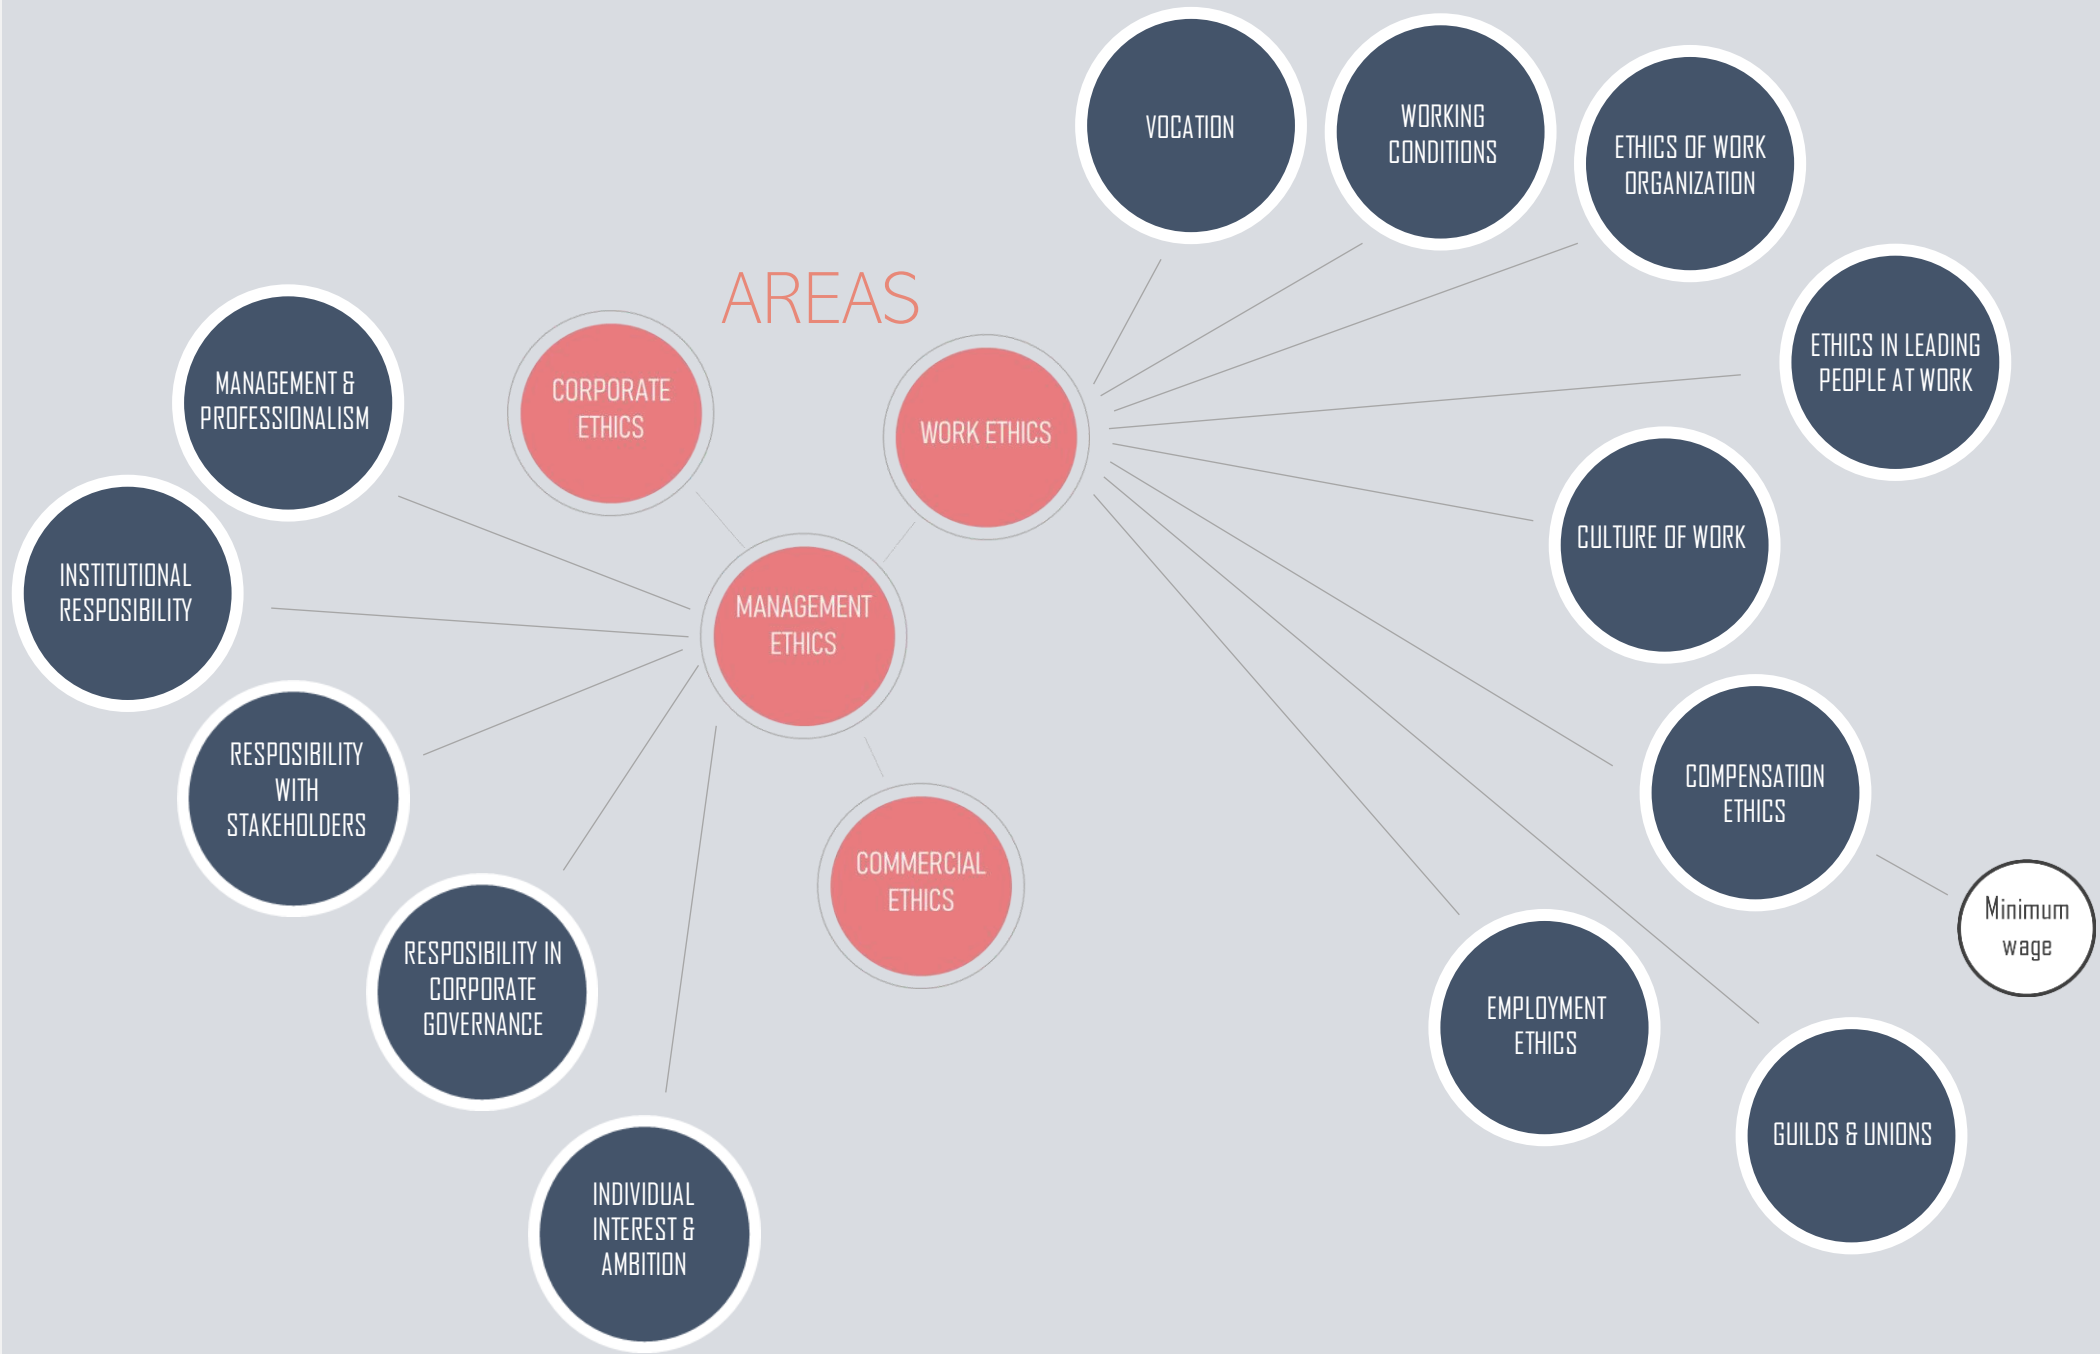 VOCATION
WORKING
CONDITIONS
ETHICS OF WORK
ORGANIZATION
AREAS
ETHICS IN LEADING
PEOPLE AT WORK
MANAGEMENT &
PROFESSIONALISM
CORPORATE
ETHICS
WORK ETHICS
CULTURE OF WORK
INSTITUTIONAL
RESPOSIBILITY
MANAGEMENT
ETHICS
RESPOSIBILITY
WITH
STAKEHOLDERS
COMPENSATION
ETHICS
COMMERCIAL
ETHICS
Minimum
wage
RESPOSIBILITY IN
CORPORATE
GOVERNANCE
EMPLOYMENT
ETHICS
GUILDS & UNIONS
INDIVIDUAL
INTEREST &
AMBITION